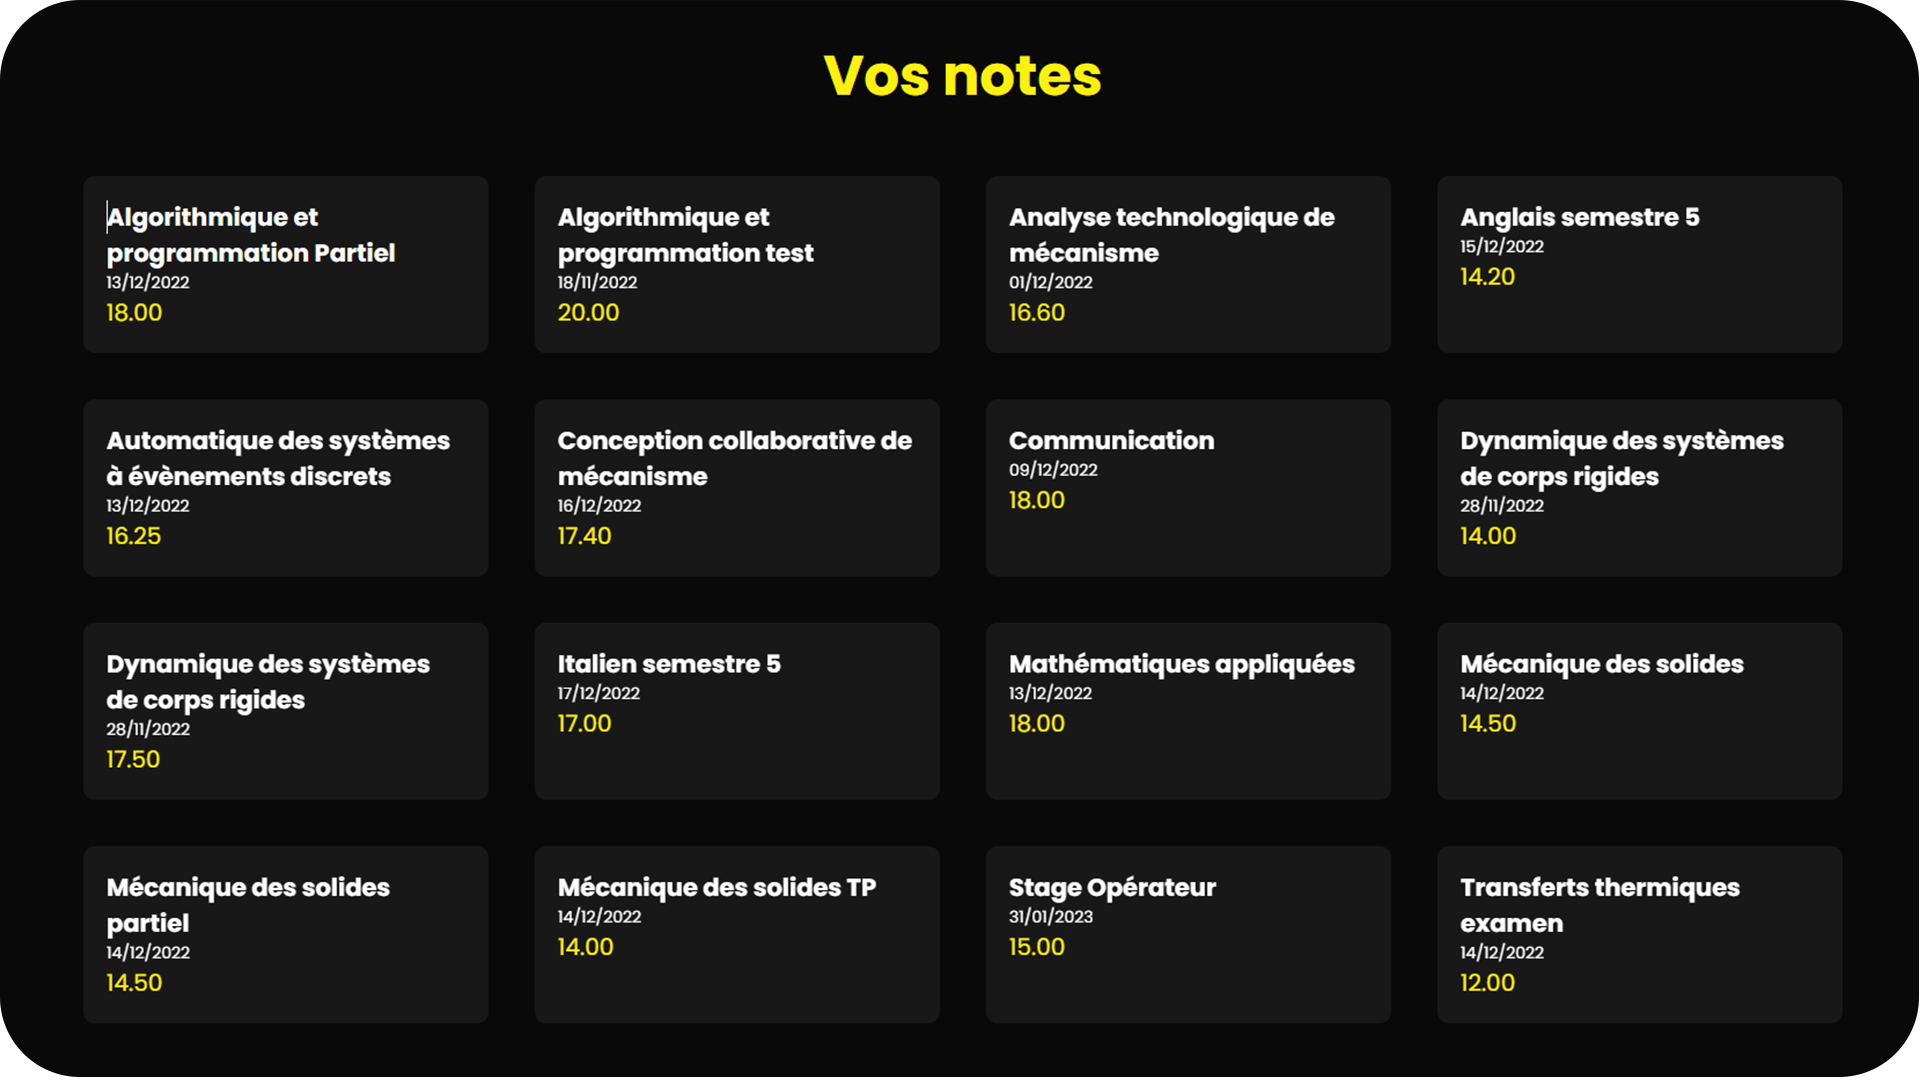 Vos notes
Algorithmique et
programmation Partiel
13/12/2022
18.00
Algorithmique et
programmation test
18/11/2022
20.00
Analyse technologique de
mécanisme
01/12/2022
16.60
Anglais semestre 5
15/12/2022
14.20
Automatique des systèmes
à évènements discrets
13/12/2022
16.25
Conception collaborative de
mécanisme
16/12/2022
17.40
Communication
09/12/2022
18.00
Dynamique des systèmes
de corps rigides
28/11/2022
14.00
Dynamique des systèmes
de corps rigides
28/11/2022
17.50
Italien semestre 5
17/12/2022
17.00
Mathématiques appliquées
13/12/2022
18.00
Mécanique des solides
14/12/2022
14.50
Mécanique des solides
partiel
14/12/2022
14.50
Mécanique des solides TP
14/12/2022
14.00
Stage Opérateur
31/01/2023
15.00
Transferts thermiques
examen
14/12/2022
12.00